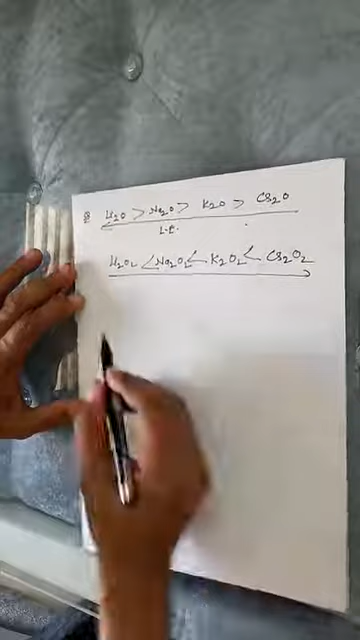 Li2O > Na2O > K2O > Cs2O
L.E.
Li2O2 < Na2O2 < K2O2 < Cs2O2